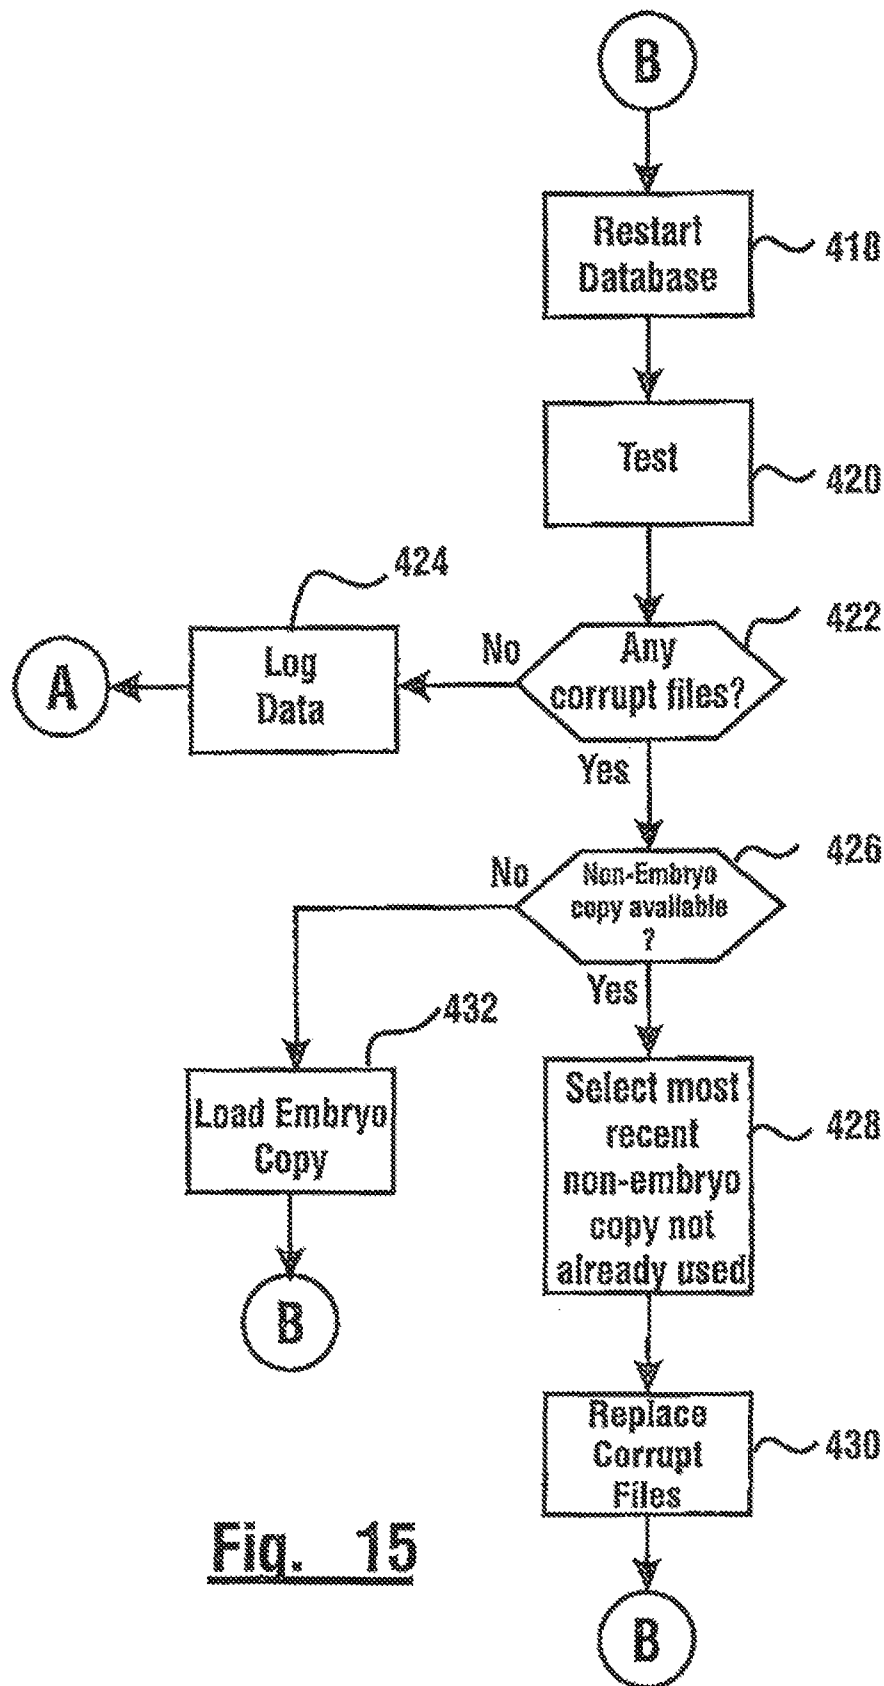 B
Restart
Database
418
Test
420
424
422
No
Any
corrupt files?
Log
Data
A
Yes
426
No
Non-Embryo
copy available
?
Yes
432
Load Embryo
Copy
Select most
recent
non-embryo
copy not
already used
428
B
Replace
Corrupt
Files
430
Fig. 15
B